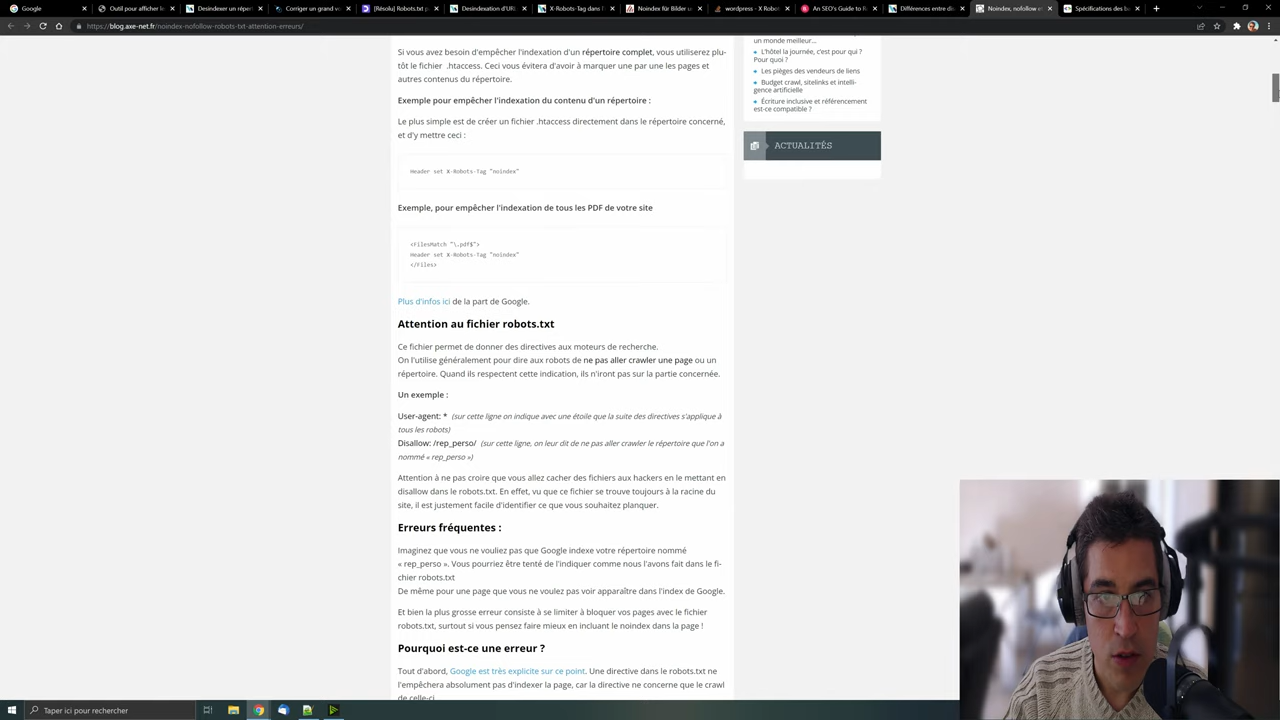 Google
Outil pour afficher le
Desindexer un répert
Corriger un grand vo
[Résolu] Robots.txt p
Desindexation d'URL
X-Robots-Tag dans l
Noindex für Bilder u
wordpress - X Robot
An SEO's Guide to R
Différences entre dis
Noindex, nofollow et
Spécifications des ba
https://blog.axe-net.fr/noindex-nofollow-robots-txt-attention-erreurs/
Si vous avez besoin d'empêcher l'indexation d'un répertoire complet, vous utiliserez plu-
tôt le fichier .htaccess. Ceci vous évitera d'avoir à marquer une par une les pages et
autres contenus du répertoire.
Exemple pour empêcher l'indexation du contenu d'un répertoire :
Le plus simple est de créer un fichier .htaccess directement dans le répertoire concerné,
et d'y mettre ceci :
Header set X-Robots-Tag "noindex"
Exemple, pour empêcher l'indexation de tous les PDF de votre site
<FilesMatch "\.pdf$">
Header set X-Robots-Tag "noindex"
</Files>
Plus d'infos ici de la part de Google.
Attention au fichier robots.txt
Ce fichier permet de donner des directives aux moteurs de recherche.
On l'utilise généralement pour dire aux robots de ne pas aller crawler une page ou un
répertoire. Quand ils respectent cette indication, ils n'iront pas sur la partie concernée.
Un exemple :
User-agent: * (sur cette ligne on indique avec une étoile que la suite des directives s'applique à
tous les robots)
Disallow: /rep_perso/ (sur cette ligne, on leur dit de ne pas aller crawler le répertoire que l'on a
nommé « rep_perso »)
Attention à ne pas croire que vous allez cacher des fichiers aux hackers en le mettant en
disallow dans le robots.txt. En effet, vu que ce fichier se trouve toujours à la racine du
site, il est justement facile d'identifier ce que vous souhaitez planquer.
Erreurs fréquentes :
Imaginez que vous ne vouliez pas que Google indexe votre répertoire nommé
« rep_perso ». Vous pourriez être tenté de l'indiquer comme nous l'avons fait dans le fi-
chier robots.txt
De même pour une page que vous ne voulez pas voir apparaître dans l'index de Google.
Et bien la plus grosse erreur consiste à se limiter à bloquer vos pages avec le fichier
robots.txt, surtout si vous pensez faire mieux en incluant le noindex dans la page !
Pourquoi est-ce une erreur ?
Tout d'abord, Google est très explicite sur ce point. Une directive dans le robots.txt ne
l'empêchera absolument pas d'indexer la page, car la directive ne concerne que le crawl
de celle-ci.
un monde meilleur...
L'hôtel la journée, c'est pour qui ?
Pour quoi ?
Les pièges des vendeurs de liens
Budget crawl, sitelinks et intelli-
gence artificielle
Écriture inclusive et référencement
est-ce compatible ?
ACTUALITÉS
Taper ici pour rechercher